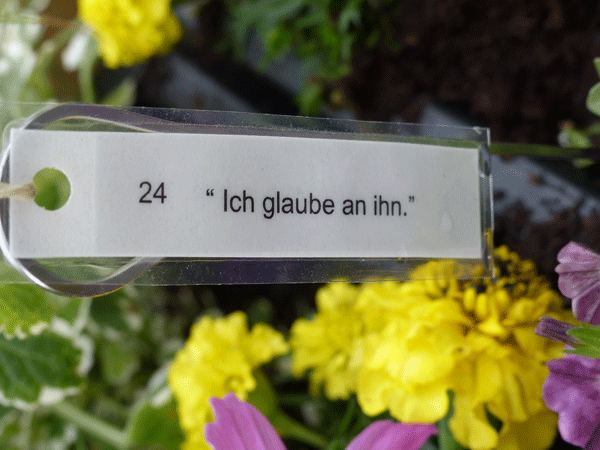 24 “ Ich glaube an ihn.”